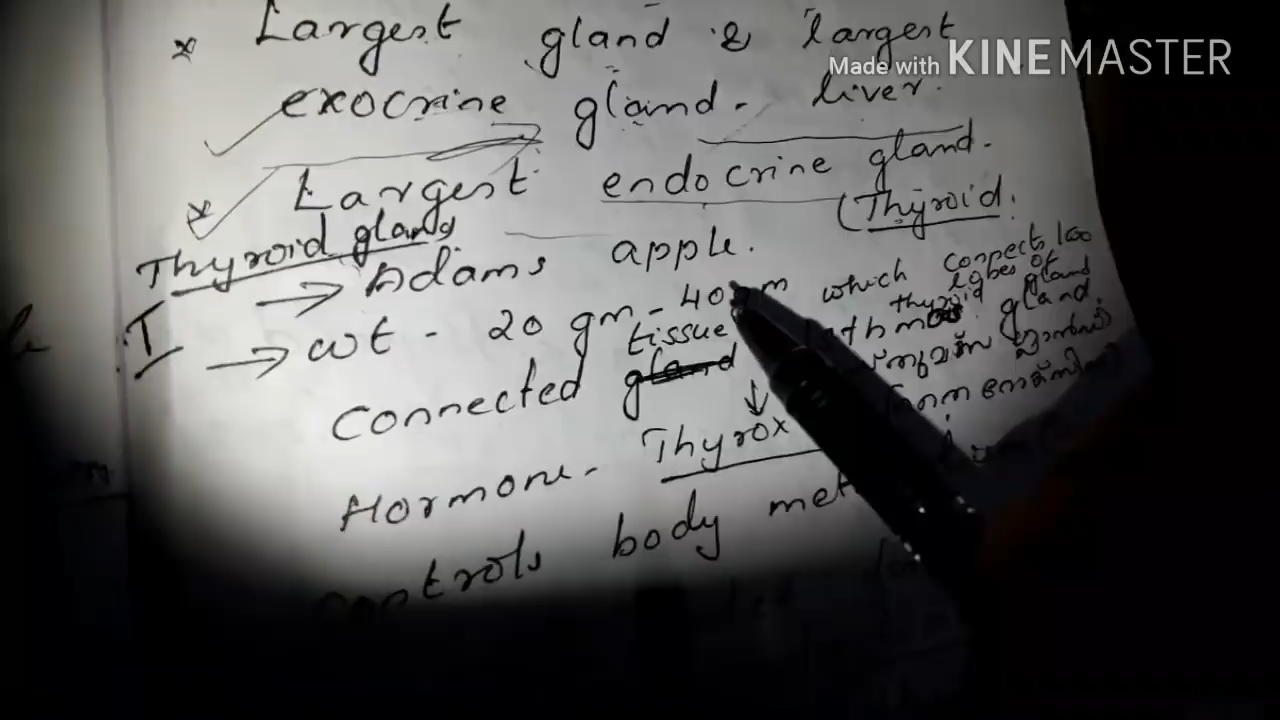 * Largest gland & largest
Made with KINEMASTER
exocrine gland - liver.
* Largest endocrine gland.
(Thyroid.
Thyroid gland
→ Adams apple.
I → wt - 20 gm - 40 gm
which connects two
lobes of
thyroid gland
Connected tissue
gland.
Hormone - Thyrox
controls body met